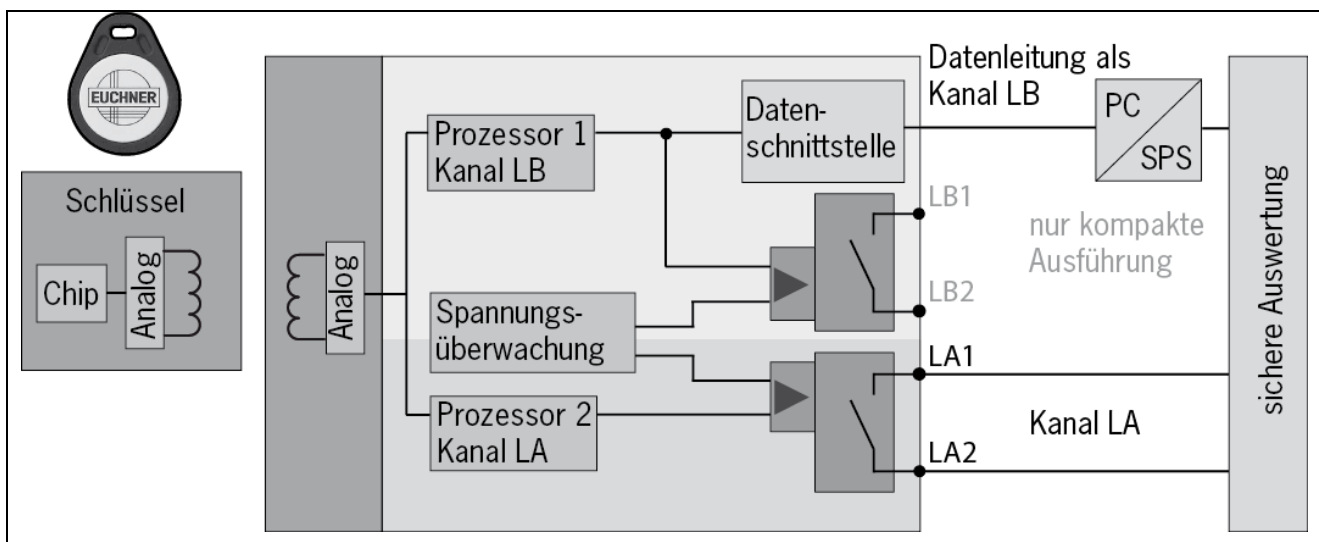 EUCHNER
Schlüssel
Chip
Analog
Analog
Prozessor 1
Kanal LB
Spannungs-
überwachung
Prozessor 2
Kanal LA
Daten-
schnittstelle
Datenleitung als
Kanal LB
PC
SPS
LB1
LB2
nur kompakte
Ausführung
LA1
Kanal LA
LA2
sichere Auswertung